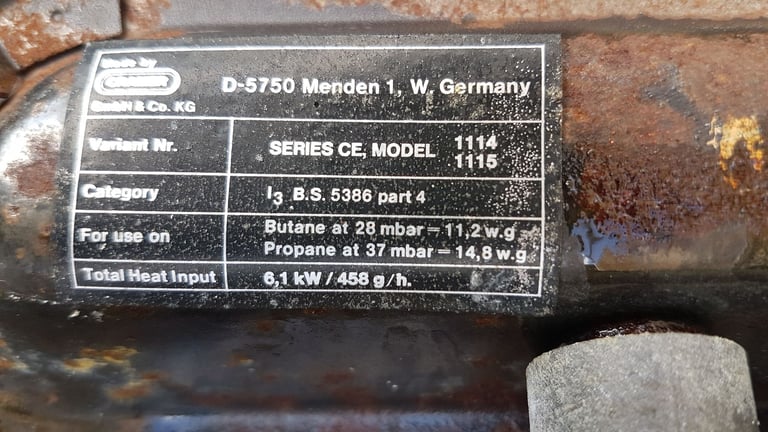 Made by
D-5750 Menden 1, W. Germany
GmbH & Co. KG
Variant Nr.
SERIES CE, MODEL 1114
1115
Category
I3 B.S. 5386 part 4
For use on
Butane at 28 mbar = 11,2 w.g
Propane at 37 mbar = 14,8 w.g
Total Heat Input
6,1 kW / 458 g/h.